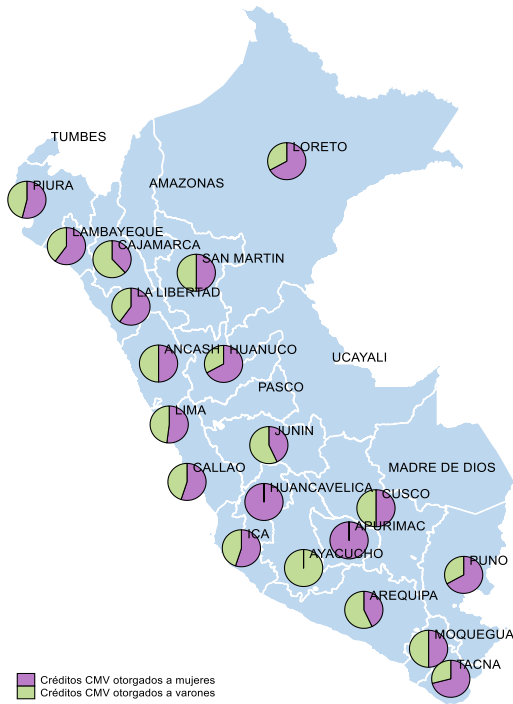 TUMBES
LORETO
PIURA
AMAZONAS
LAMBAYEQUE
CAJAMARCA
SAN MARTIN
LA LIBERTAD
ANCASH
HUANUCO
UCAYALI
PASCO
LIMA
JUNIN
CALLAO
MADRE DE DIOS
HUANCAVELICA
CUSCO
APURIMAC
ICA
AYACUCHO
PUNO
AREQUIPA
MOQUEGUA
TACNA
Créditos CMV otorgados a mujeres
Créditos CMV otorgados a varones